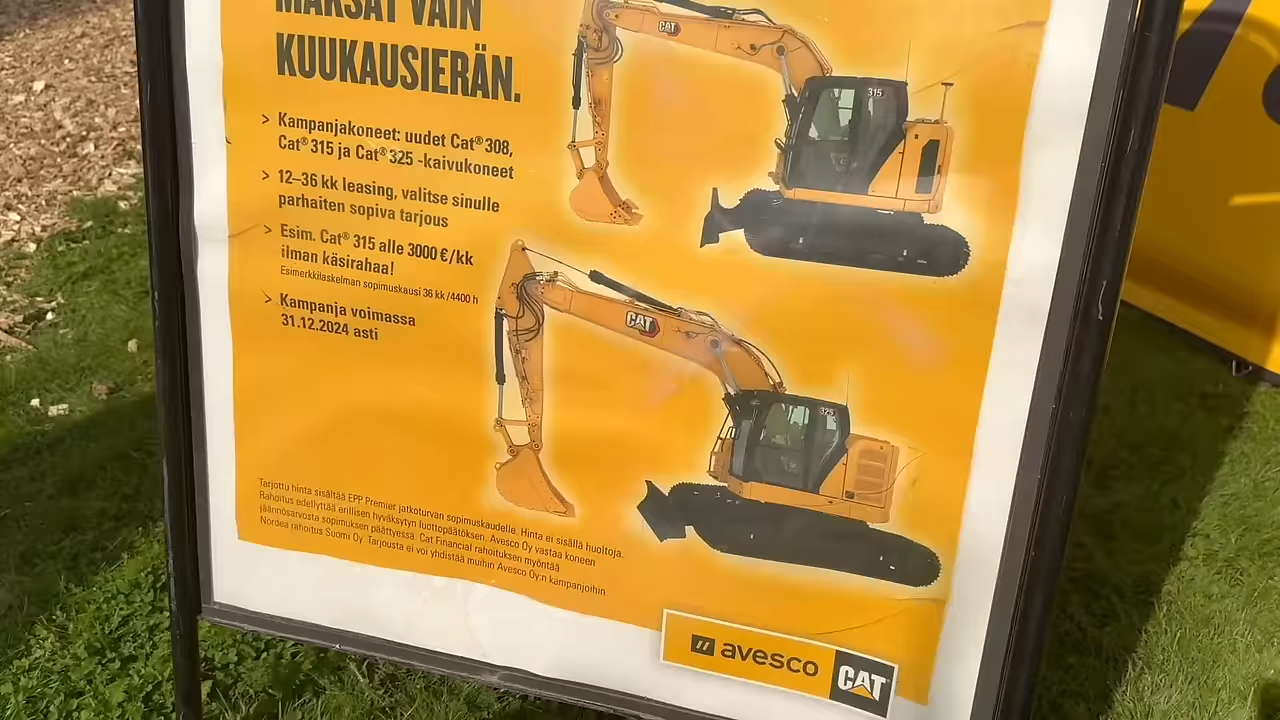 MAKSAT VAIN
KUUKAUSIERÄN.
> Kampanjakoneet: uudet Cat® 308,
Cat® 315 ja Cat® 325 -kaivukoneet
> 12–36 kk leasing, valitse sinulle
parhaiten sopiva tarjous
> Esim. Cat® 315 alle 3000 €/kk
ilman käsirahaa!
Esimerkkilaskelman sopimuskausi 36 kk /4400 h
> Kampanja voimassa
31.12.2024 asti
CAT
315
CAT
325
Tarjottu hinta sisältää EPP Premier jatkoturvan sopimuskaudelle. Hinta ei sisällä huoltoja.
Rahoitus edellyttää erillisen hyväksytyn luottopäätöksen. Avesco Oy vastaa koneen
jäännösarvosta sopimuksen päättyessä. Cat Financial rahoituksen myöntää
Nordea rahoitus Suomi Oy. Tarjousta ei voi yhdistää muihin Avesco Oy:n kampanjoihin.
avesco CAT